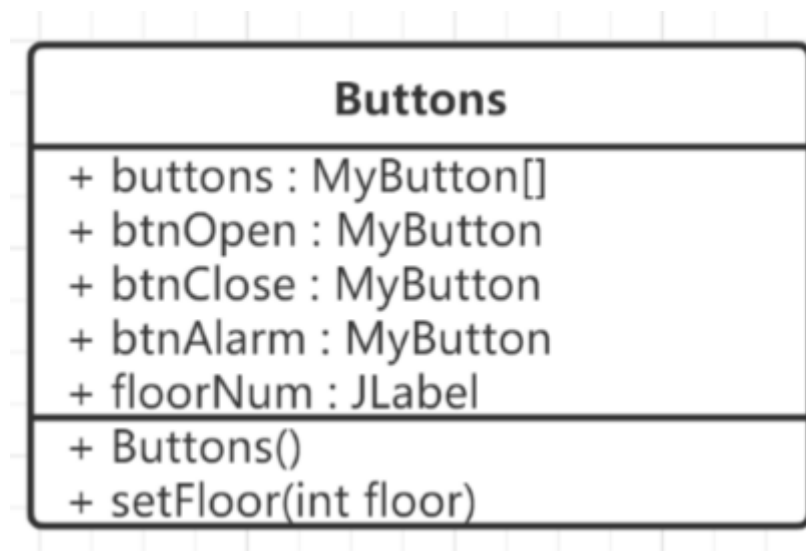 Buttons
+ buttons : MyButton[]
+ btnOpen : MyButton
+ btnClose : MyButton
+ btnAlarm : MyButton
+ floorNum : JLabel
+ Buttons()
+ setFloor(int floor)